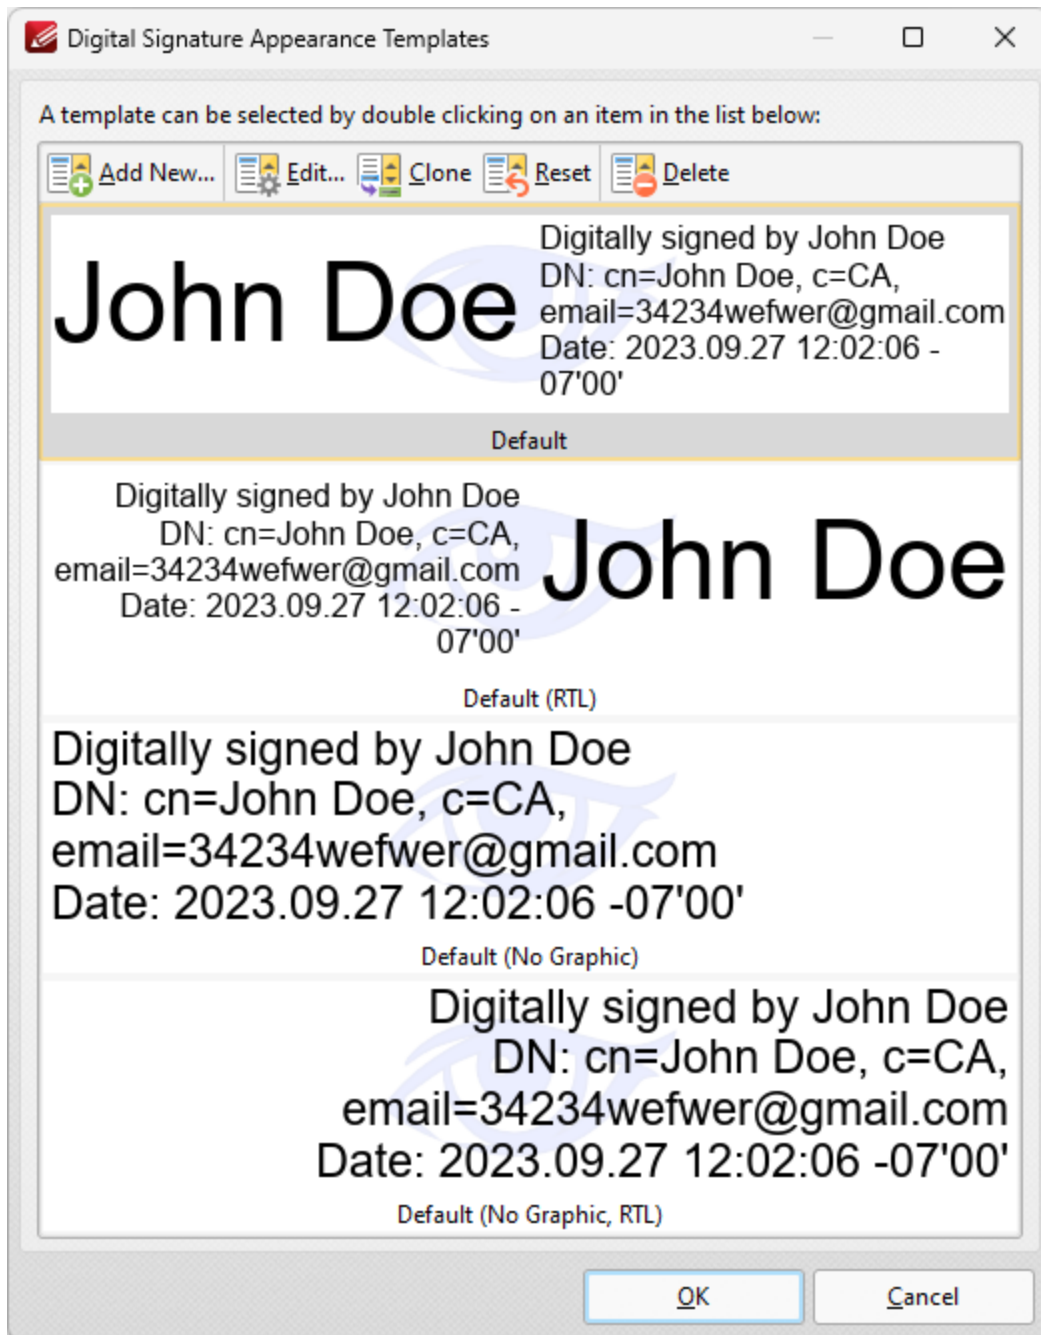 Digital Signature Appearance Templates
A template can be selected by double clicking on an item in the list below:
Add New... Edit... Clone Reset Delete
John Doe
Digitally signed by John Doe
DN: cn=John Doe, c=CA,
email=34234wefwer@gmail.com
Date: 2023.09.27 12:02:06 -
07'00'
Default
Digitally signed by John Doe
DN: cn=John Doe, c=CA,
email=34234wefwer@gmail.com
Date: 2023.09.27 12:02:06 -
07'00'
John Doe
Default (RTL)
Digitally signed by John Doe
DN: cn=John Doe, c=CA,
email=34234wefwer@gmail.com
Date: 2023.09.27 12:02:06 -07'00'
Default (No Graphic)
Digitally signed by John Doe
DN: cn=John Doe, c=CA,
email=34234wefwer@gmail.com
Date: 2023.09.27 12:02:06 -07'00'
Default (No Graphic, RTL)
OK Cancel